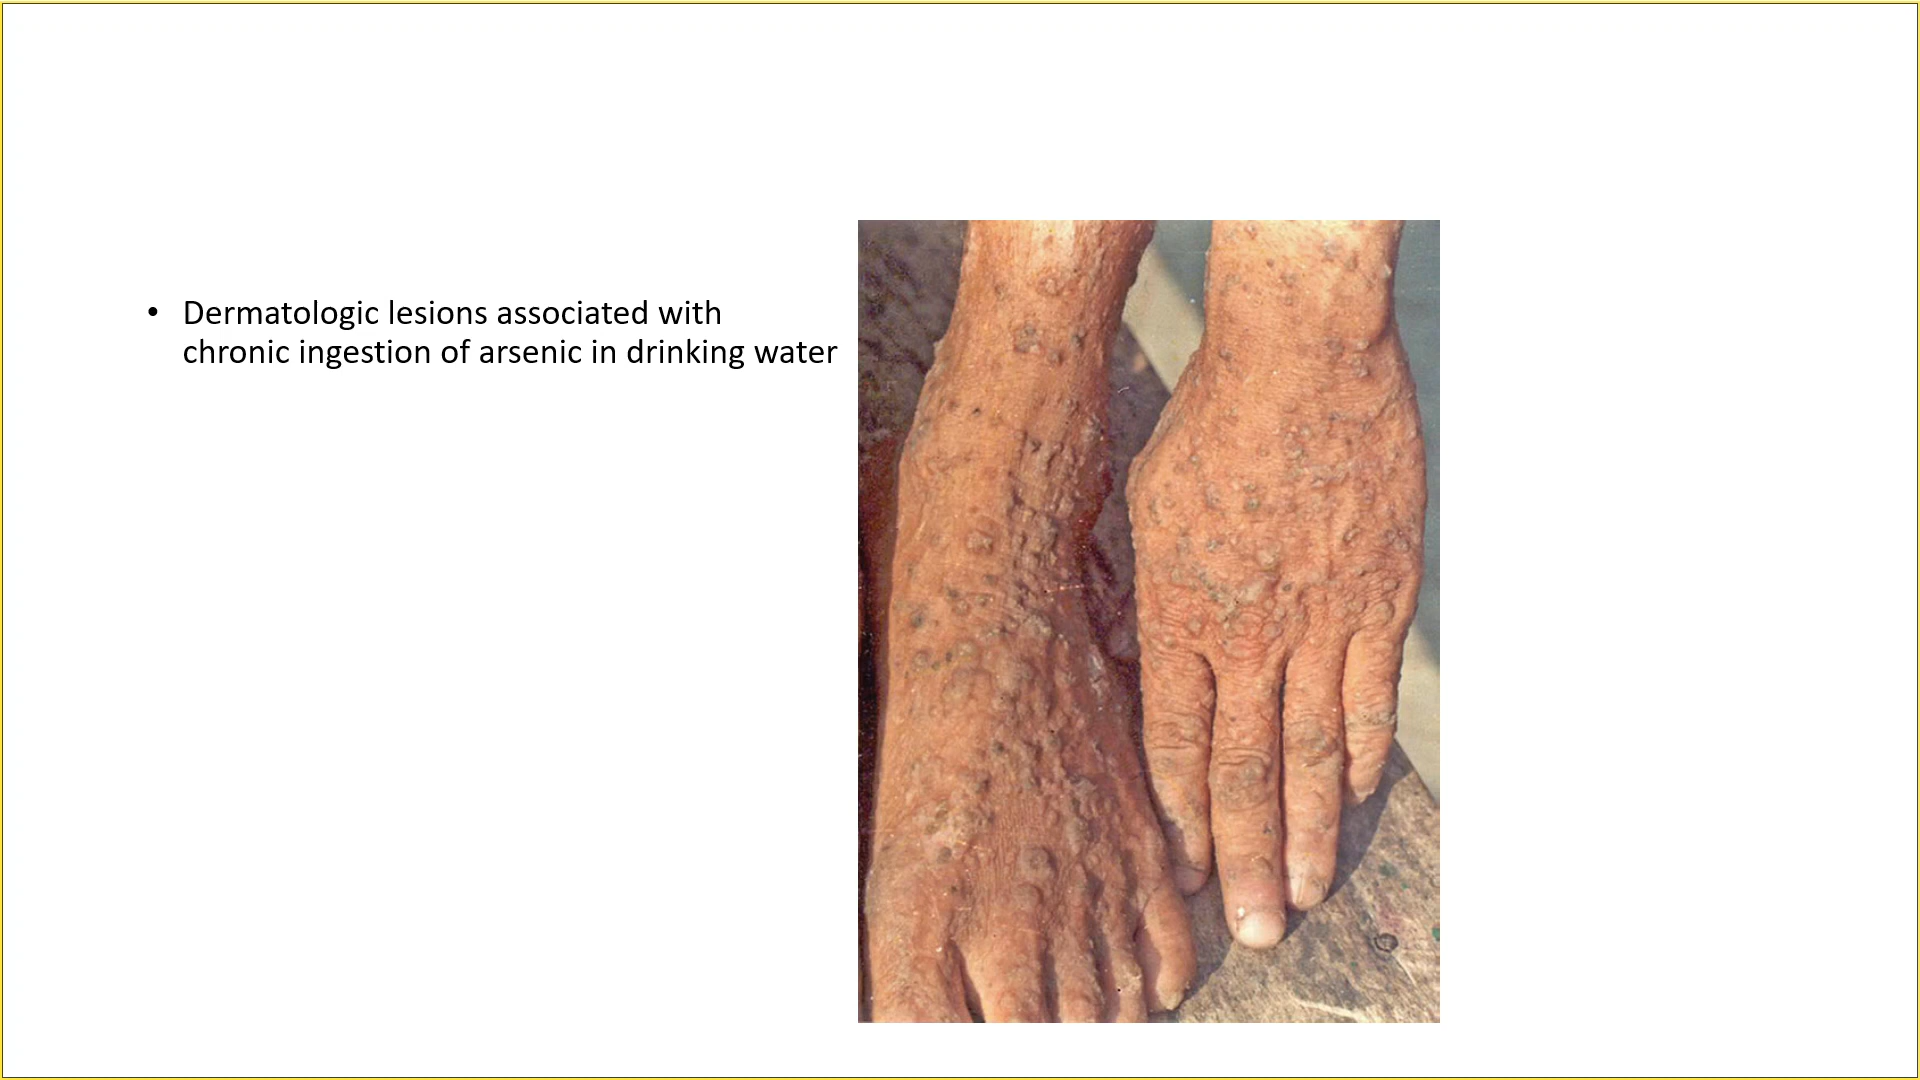 • Dermatologic lesions associated with
chronic ingestion of arsenic in drinking water